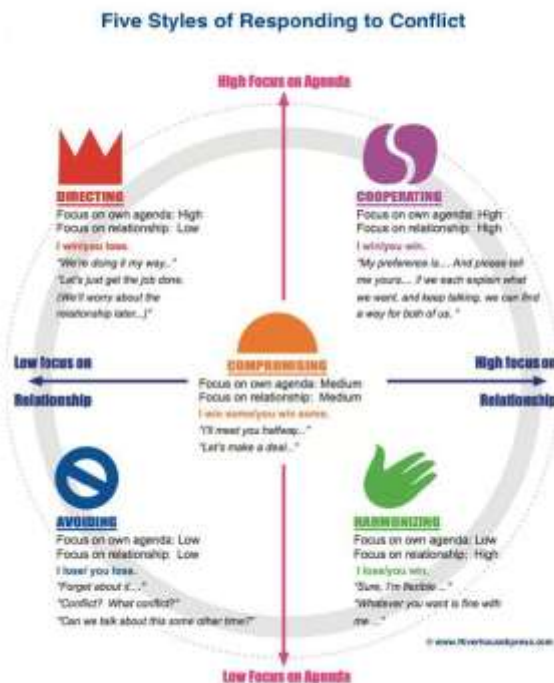 Five Styles of Responding to Conflict
High Focus on Agenda
DIRECTING
Focus on own agenda: High
Focus on relationship: Low
I win/you lose.
"We're doing it my way..."
"Let's just get the job done.
(We'll worry about the
relationship later...)"
COOPERATING
Focus on own agenda: High
Focus on relationship: High
I win/you win.
"My preference is.... And please tell
me yours.... if we each explain what
we want, and keep talking, we can find
a way for both of us. "
Low focus on
Relationship
COMPROMISING
Focus on own agenda: Medium
Focus on relationship: Medium
I win some/you win some.
"I'll meet you halfway..."
"Let's make a deal.."
High focus on
Relationship
AVOIDING
Focus on own agenda: Low
Focus on relationship: Low
I lose/ you lose.
"Forget about it...."
"Conflict? What conflict?"
"Can we talk about this some other time?"
HARMONIZING
Focus on own agenda: Low
Focus on relationship: High
I lose/you win.
"Sure, I'm flexible ..."
"Whatever you want is fine with
me ..."
© www.RiverhouseEpress.com
Low Focus on Agenda